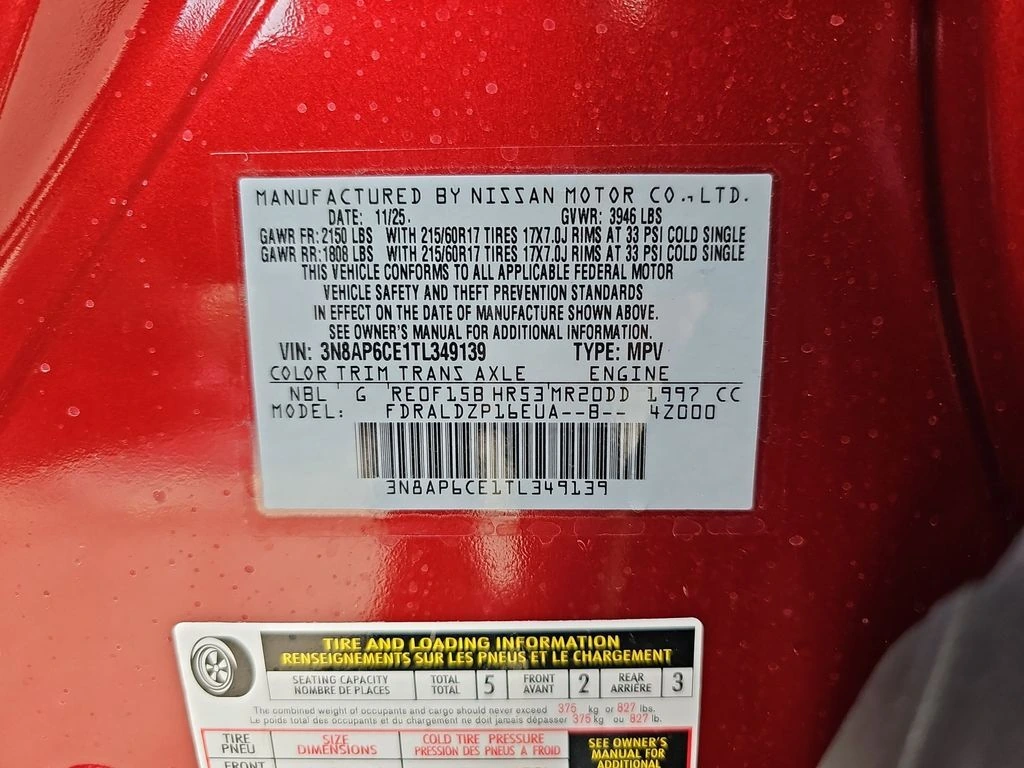 MANUFACTURED BY NISSAN MOTOR CO., LTD.
DATE: 11/25. GVWR: 3946 LBS
GAWR FR: 2150 LBS WITH 215/60R17 TIRES 17X7.0J RIMS AT 33 PSI COLD SINGLE
GAWR RR: 1808 LBS WITH 215/60R17 TIRES 17X7.0J RIMS AT 33 PSI COLD SINGLE
THIS VEHICLE CONFORMS TO ALL APPLICABLE FEDERAL MOTOR
VEHICLE SAFETY AND THEFT PREVENTION STANDARDS
IN EFFECT ON THE DATE OF MANUFACTURE SHOWN ABOVE.
SEE OWNER'S MANUAL FOR ADDITIONAL INFORMATION.
VIN: 3N8AP6CE1TL349139 TYPE: MPV
COLOR TRIM TRANS AXLE ENGINE
NBL G RE0F15B HR53 MR20DD 1997 CC
MODEL: FDRALDZP16EUA--B-- 4Z000
3N8AP6CE1TL349139
TIRE AND LOADING INFORMATION
RENSEIGNEMENTS SUR LES PNEUS ET LE CHARGEMENT
SEATING CAPACITY TOTAL 5 FRONT 2 REAR 3
NOMBRE DE PLACES TOTAL AVANT ARRIÈRE
The combined weight of occupants and cargo should never exceed 375 kg or 827 lbs.
Le poids total des occupants et du chargement ne doit jamais dépasser 375 kg ou 827 lb.
TIRE SIZE COLD TIRE PRESSURE SEE OWNER'S
PNEU DIMENSIONS PRESSION DES PNEUS A FROID MANUAL FOR
FRONT ADDITIONAL